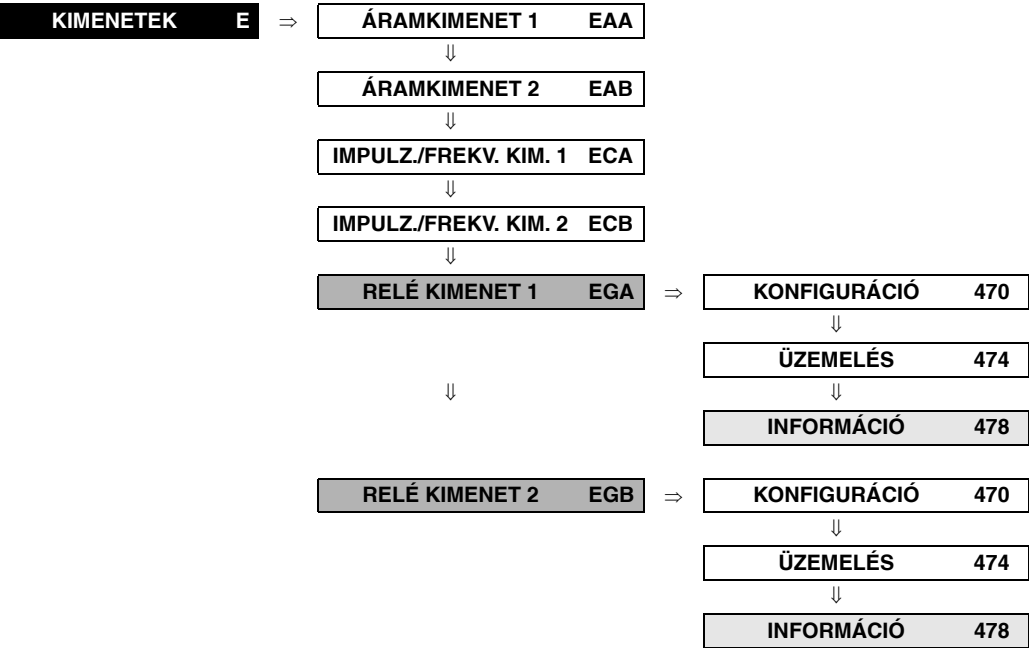 KIMENETEK E ⇒ ÁRAMKIMENET 1 EAA
⇓
ÁRAMKIMENET 2 EAB
⇓
IMPULZ./FREKV. KIM. 1 ECA
⇓
IMPULZ./FREKV. KIM. 2 ECB
⇓
RELÉ KIMENET 1 EGA ⇒ KONFIGURÁCIÓ 470
⇓
ÜZEMELÉS 474
⇓ ⇓
INFORMÁCIÓ 478
RELÉ KIMENET 2 EGB ⇒ KONFIGURÁCIÓ 470
⇓
ÜZEMELÉS 474
⇓
INFORMÁCIÓ 478